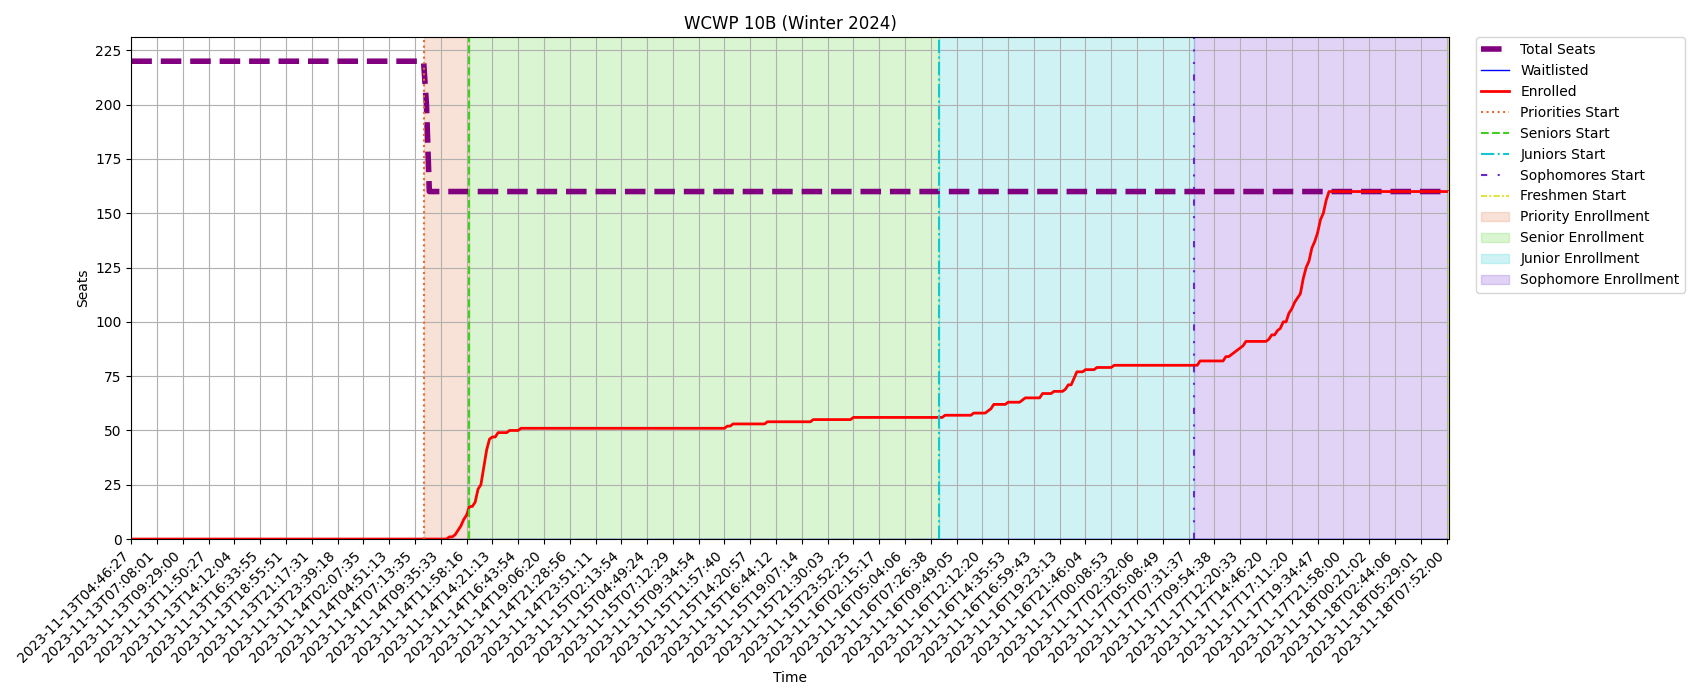 WCWP 10B (Winter 2024)
225
200
175
150
125
100
75
50
25
0
Seats
2023-11-13T04:46:27
2023-11-13T07:08:01
2023-11-13T09:29:00
2023-11-13T11:50:27
2023-11-13T14:12:04
2023-11-13T16:33:55
2023-11-13T18:55:51
2023-11-13T21:17:31
2023-11-13T23:39:18
2023-11-14T02:07:35
2023-11-14T04:51:13
2023-11-14T07:13:35
2023-11-14T09:35:33
2023-11-14T11:58:16
2023-11-14T14:21:13
2023-11-14T16:43:54
2023-11-14T19:06:20
2023-11-14T21:28:56
2023-11-14T23:51:11
2023-11-15T02:13:54
2023-11-15T04:49:24
2023-11-15T07:12:29
2023-11-15T09:34:54
2023-11-15T11:57:40
2023-11-15T14:20:57
2023-11-15T16:44:12
2023-11-15T19:07:14
2023-11-15T21:30:03
2023-11-15T23:52:25
2023-11-16T02:15:17
2023-11-16T05:04:06
2023-11-16T07:26:38
2023-11-16T09:49:05
2023-11-16T12:12:20
2023-11-16T14:35:53
2023-11-16T16:59:43
2023-11-16T19:23:13
2023-11-16T21:46:04
2023-11-17T00:08:53
2023-11-17T02:32:06
2023-11-17T05:08:49
2023-11-17T07:31:37
2023-11-17T09:54:38
2023-11-17T12:20:33
2023-11-17T14:46:20
2023-11-17T17:11:20
2023-11-17T19:34:47
2023-11-17T21:58:00
2023-11-18T00:21:02
2023-11-18T02:44:06
2023-11-18T05:29:01
2023-11-18T07:52:00
Time
Total Seats
Waitlisted
Enrolled
Priorities Start
Seniors Start
Juniors Start
Sophomores Start
Freshmen Start
Priority Enrollment
Senior Enrollment
Junior Enrollment
Sophomore Enrollment